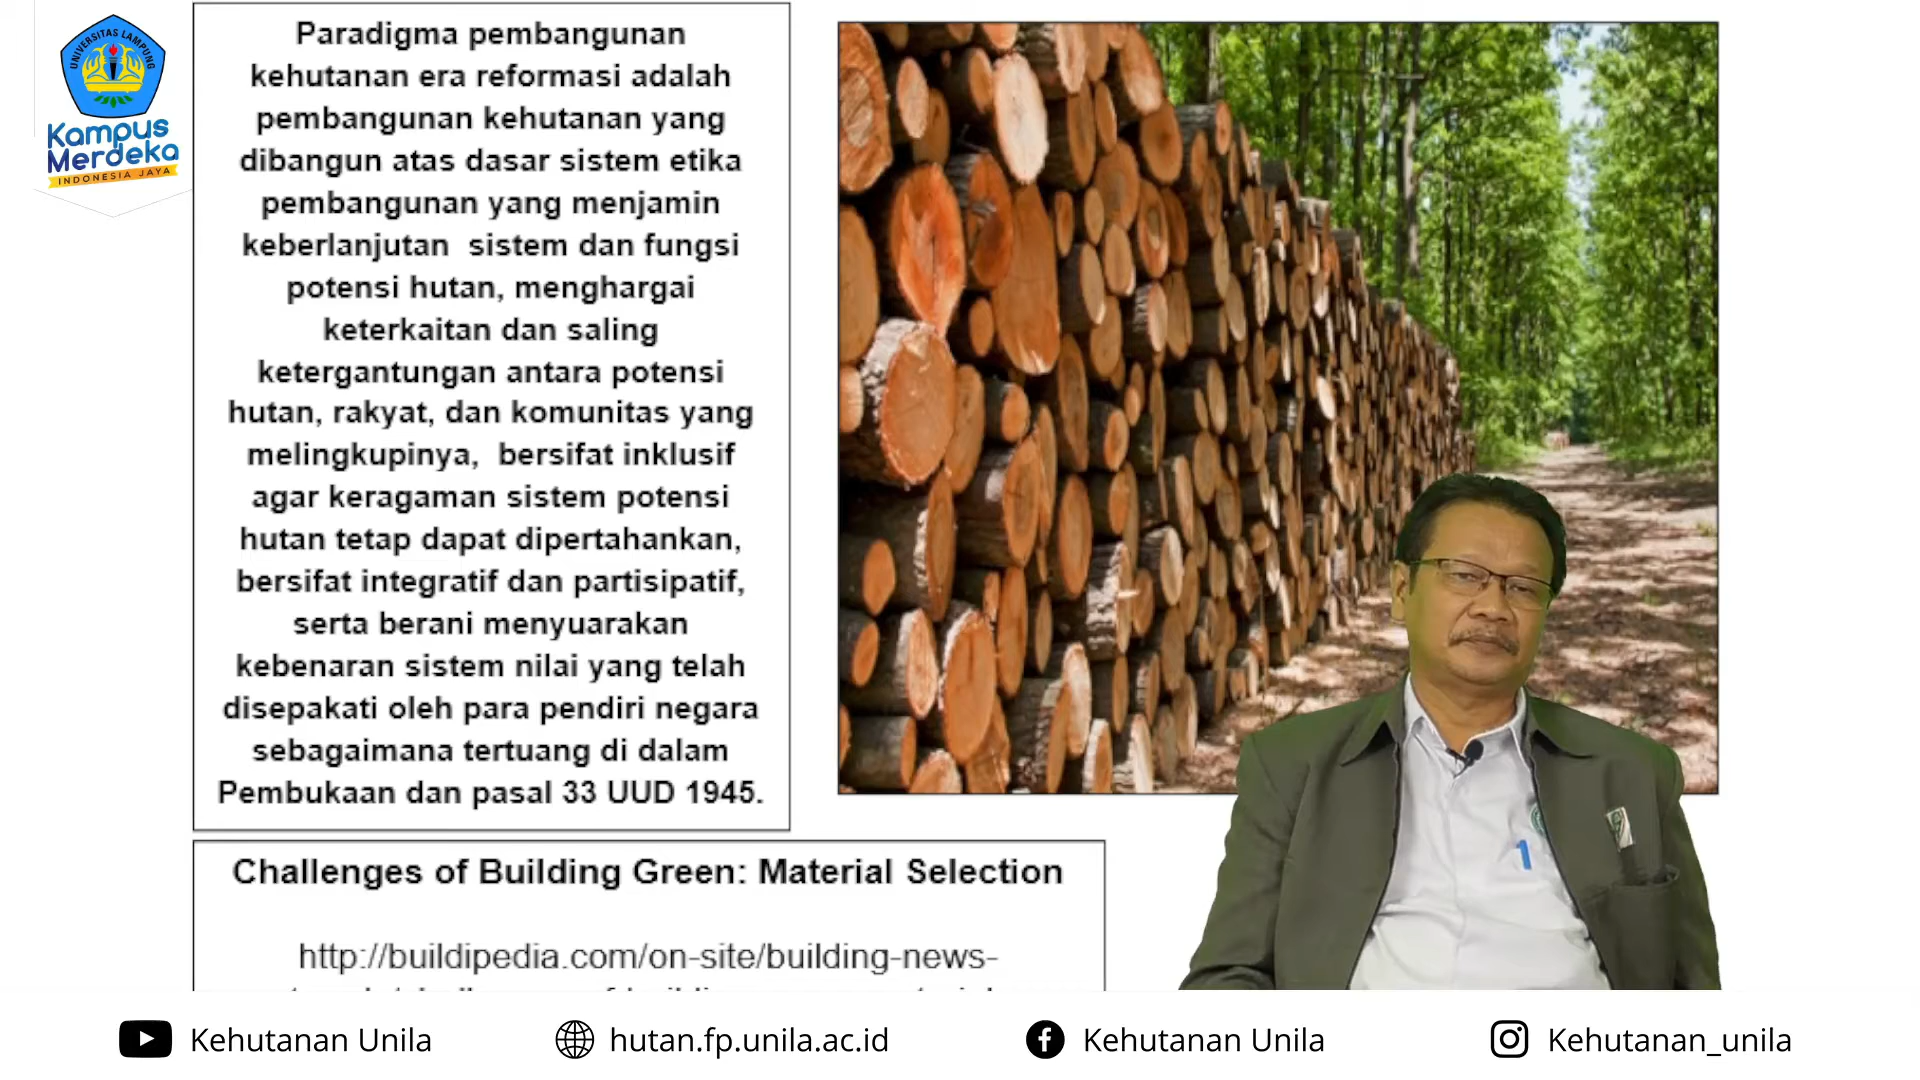 UNIVERSITAS LAMPUNG
Kampus
Merdeka
INDONESIA JAYA
Paradigma pembangunan
kehutanan era reformasi adalah
pembangunan kehutanan yang
dibangun atas dasar sistem etika
pembangunan yang menjamin
keberlanjutan sistem dan fungsi
potensi hutan, menghargai
keterkaitan dan saling
ketergantungan antara potensi
hutan, rakyat, dan komunitas yang
melingkupinya, bersifat inklusif
agar keragaman sistem potensi
hutan tetap dapat dipertahankan,
bersifat integratif dan partisipatif,
serta berani menyuarakan
kebenaran sistem nilai yang telah
disepakati oleh para pendiri negara
sebagaimana tertuang di dalam
Pembukaan dan pasal 33 UUD 1945.
Challenges of Building Green: Material Selection
http://buildipedia.com/on-site/building-news-
Kehutanan Unila
hutan.fp.unila.ac.id
Kehutanan Unila
Kehutanan_unila